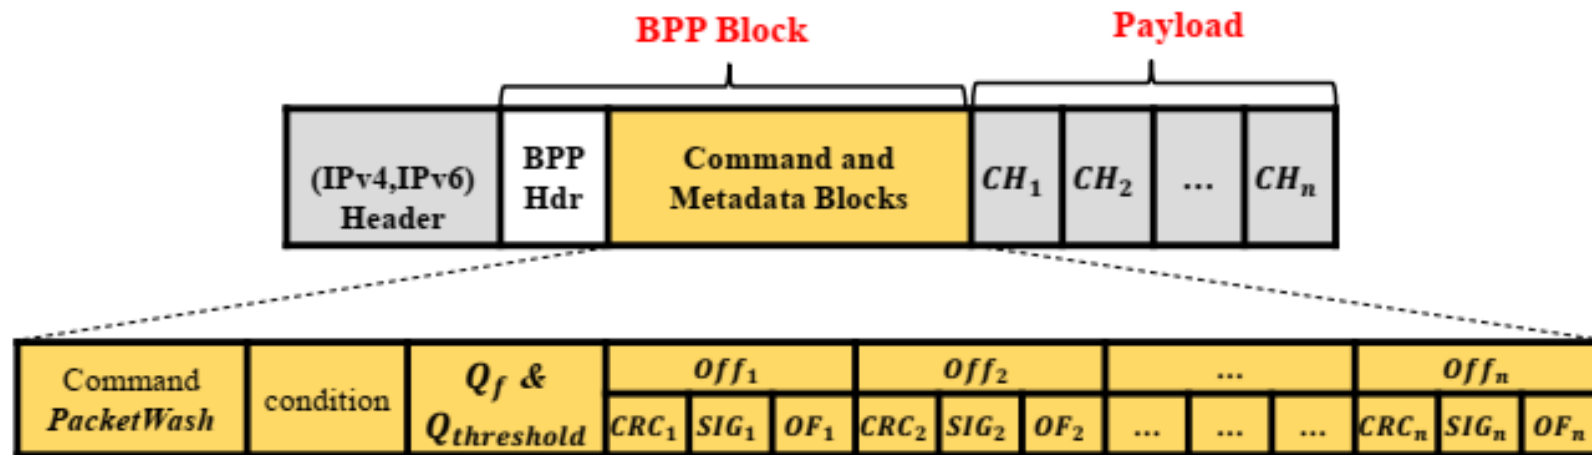 BPP Block
Payload
(IPv4,IPv6)
Header
BPP
Hdr
Command and
Metadata Blocks
CH₁
CH₂
...
CHₙ
Command
PacketWash
condition
Q_f &
Q_threshold
Off₁
Off₂
...
Offₙ
CRC₁
SIG₁
OF₁
CRC₂
SIG₂
OF₂
...
...
...
CRCₙ
SIGₙ
OFₙ